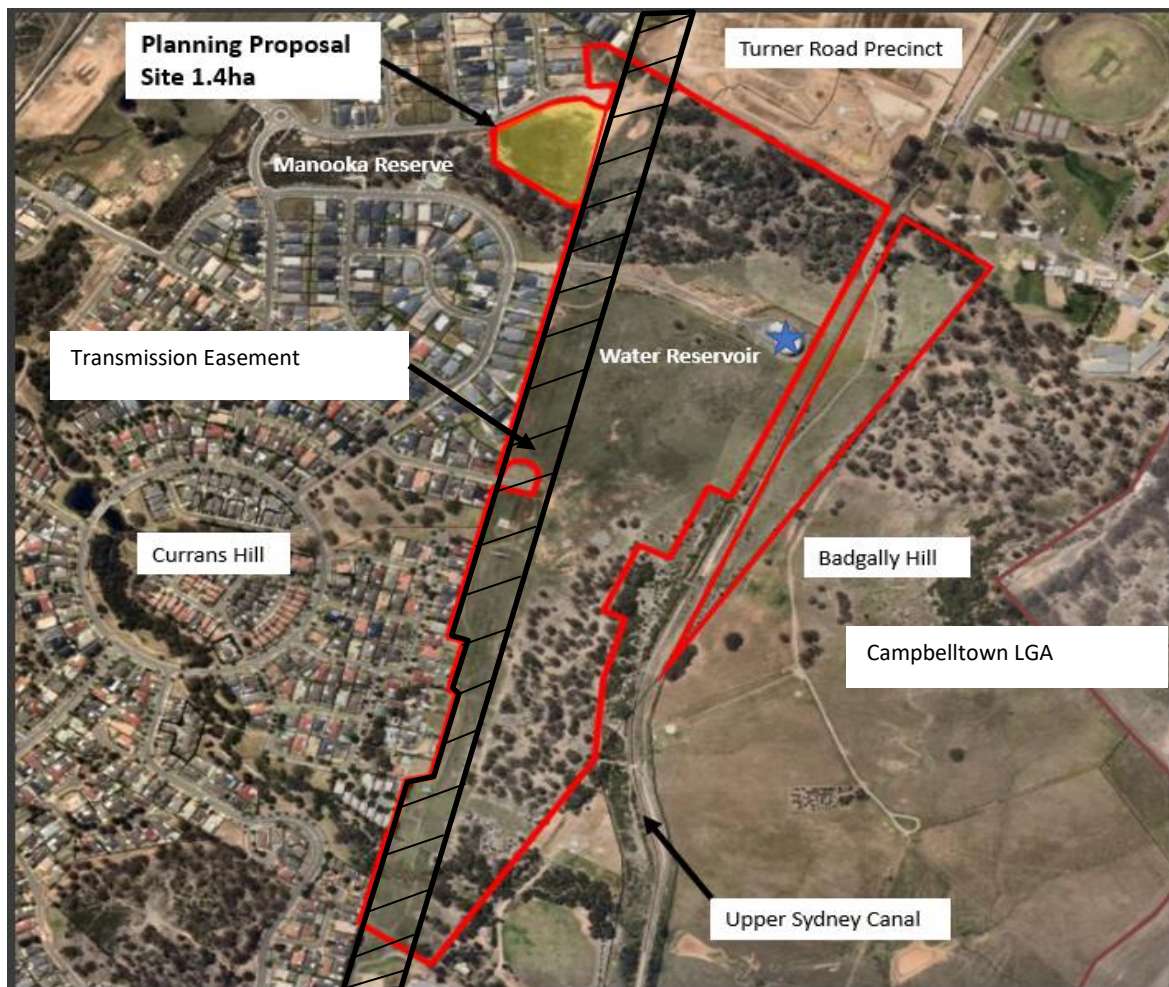 Planning Proposal
Site 1.4ha
Turner Road Precinct
Manooka Reserve
Transmission Easement
Water Reservoir
Currans Hill
Badgally Hill
Campbelltown LGA
Upper Sydney Canal